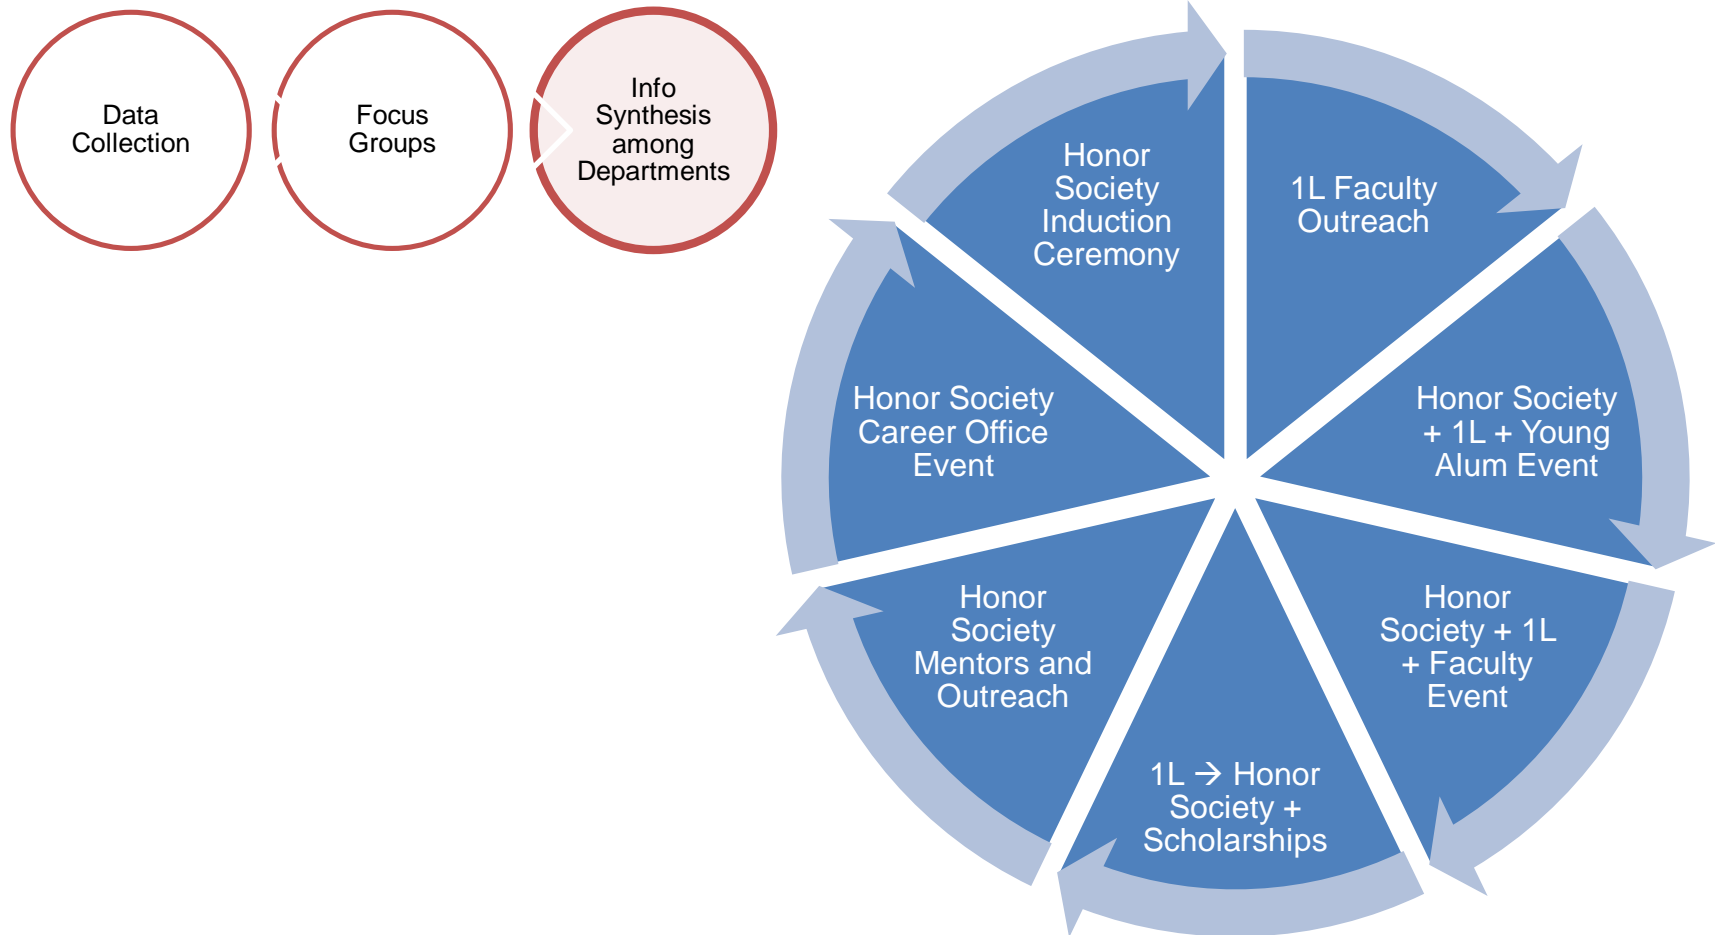 Data
Collection
Focus
Groups
Info
Synthesis
among
Departments
Honor
Society
Induction
Ceremony
1L Faculty
Outreach
Honor Society
+ 1L + Young
Alum Event
Honor
Society + 1L
+ Faculty
Event
1L → Honor
Society +
Scholarships
Honor
Society
Mentors and
Outreach
Honor Society
Career Office
Event